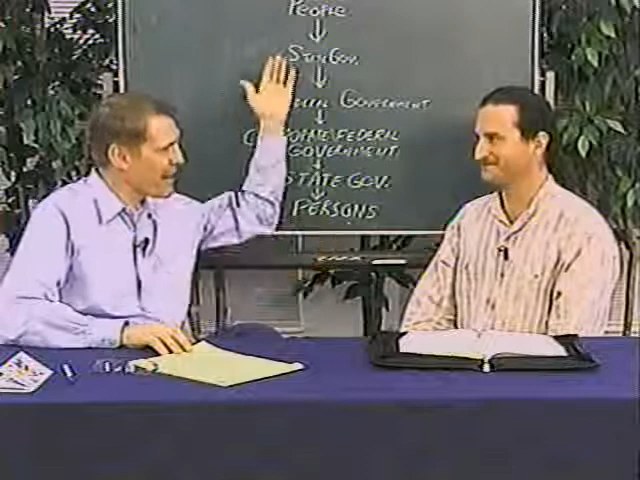 PEOPLE
STATE GOV.
GOVERNMENT
FEDERAL
GOVERNMENT
STATE GOV.
PERSONS